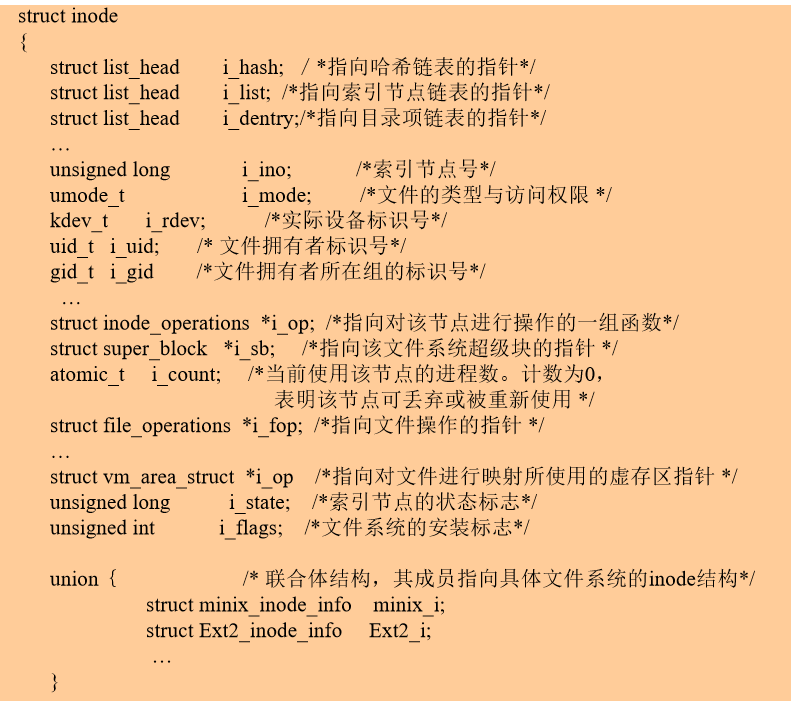 struct inode
{
struct list_head i_hash; / *指向哈希链表的指针*/
struct list_head i_list; /*指向索引节点链表的指针*/
struct list_head i_dentry;/*指向目录项链表的指针*/
…
unsigned long i_ino; /*索引节点号*/
umode_t i_mode; /*文件的类型与访问权限 */
kdev_t i_rdev; /*实际设备标识号*/
uid_t i_uid; /* 文件拥有者标识号*/
gid_t i_gid /*文件拥有者所在组的标识号*/
…
struct inode_operations *i_op; /*指向对该节点进行操作的一组函数*/
struct super_block *i_sb; /*指向该文件系统超级块的指针 */
atomic_t i_count; /*当前使用该节点的进程数。计数为0，
表明该节点可丢弃或被重新使用 */
struct file_operations *i_fop; /*指向文件操作的指针 */
…
struct vm_area_struct *i_op /*指向对文件进行映射所使用的虚存区指针 */
unsigned long i_state; /*索引节点的状态标志*/
unsigned int i_flags; /*文件系统的安装标志*/
union｛ /* 联合体结构，其成员指向具体文件系统的inode结构*/
struct minix_inode_info minix_i;
struct Ext2_inode_info Ext2_i;
…
}